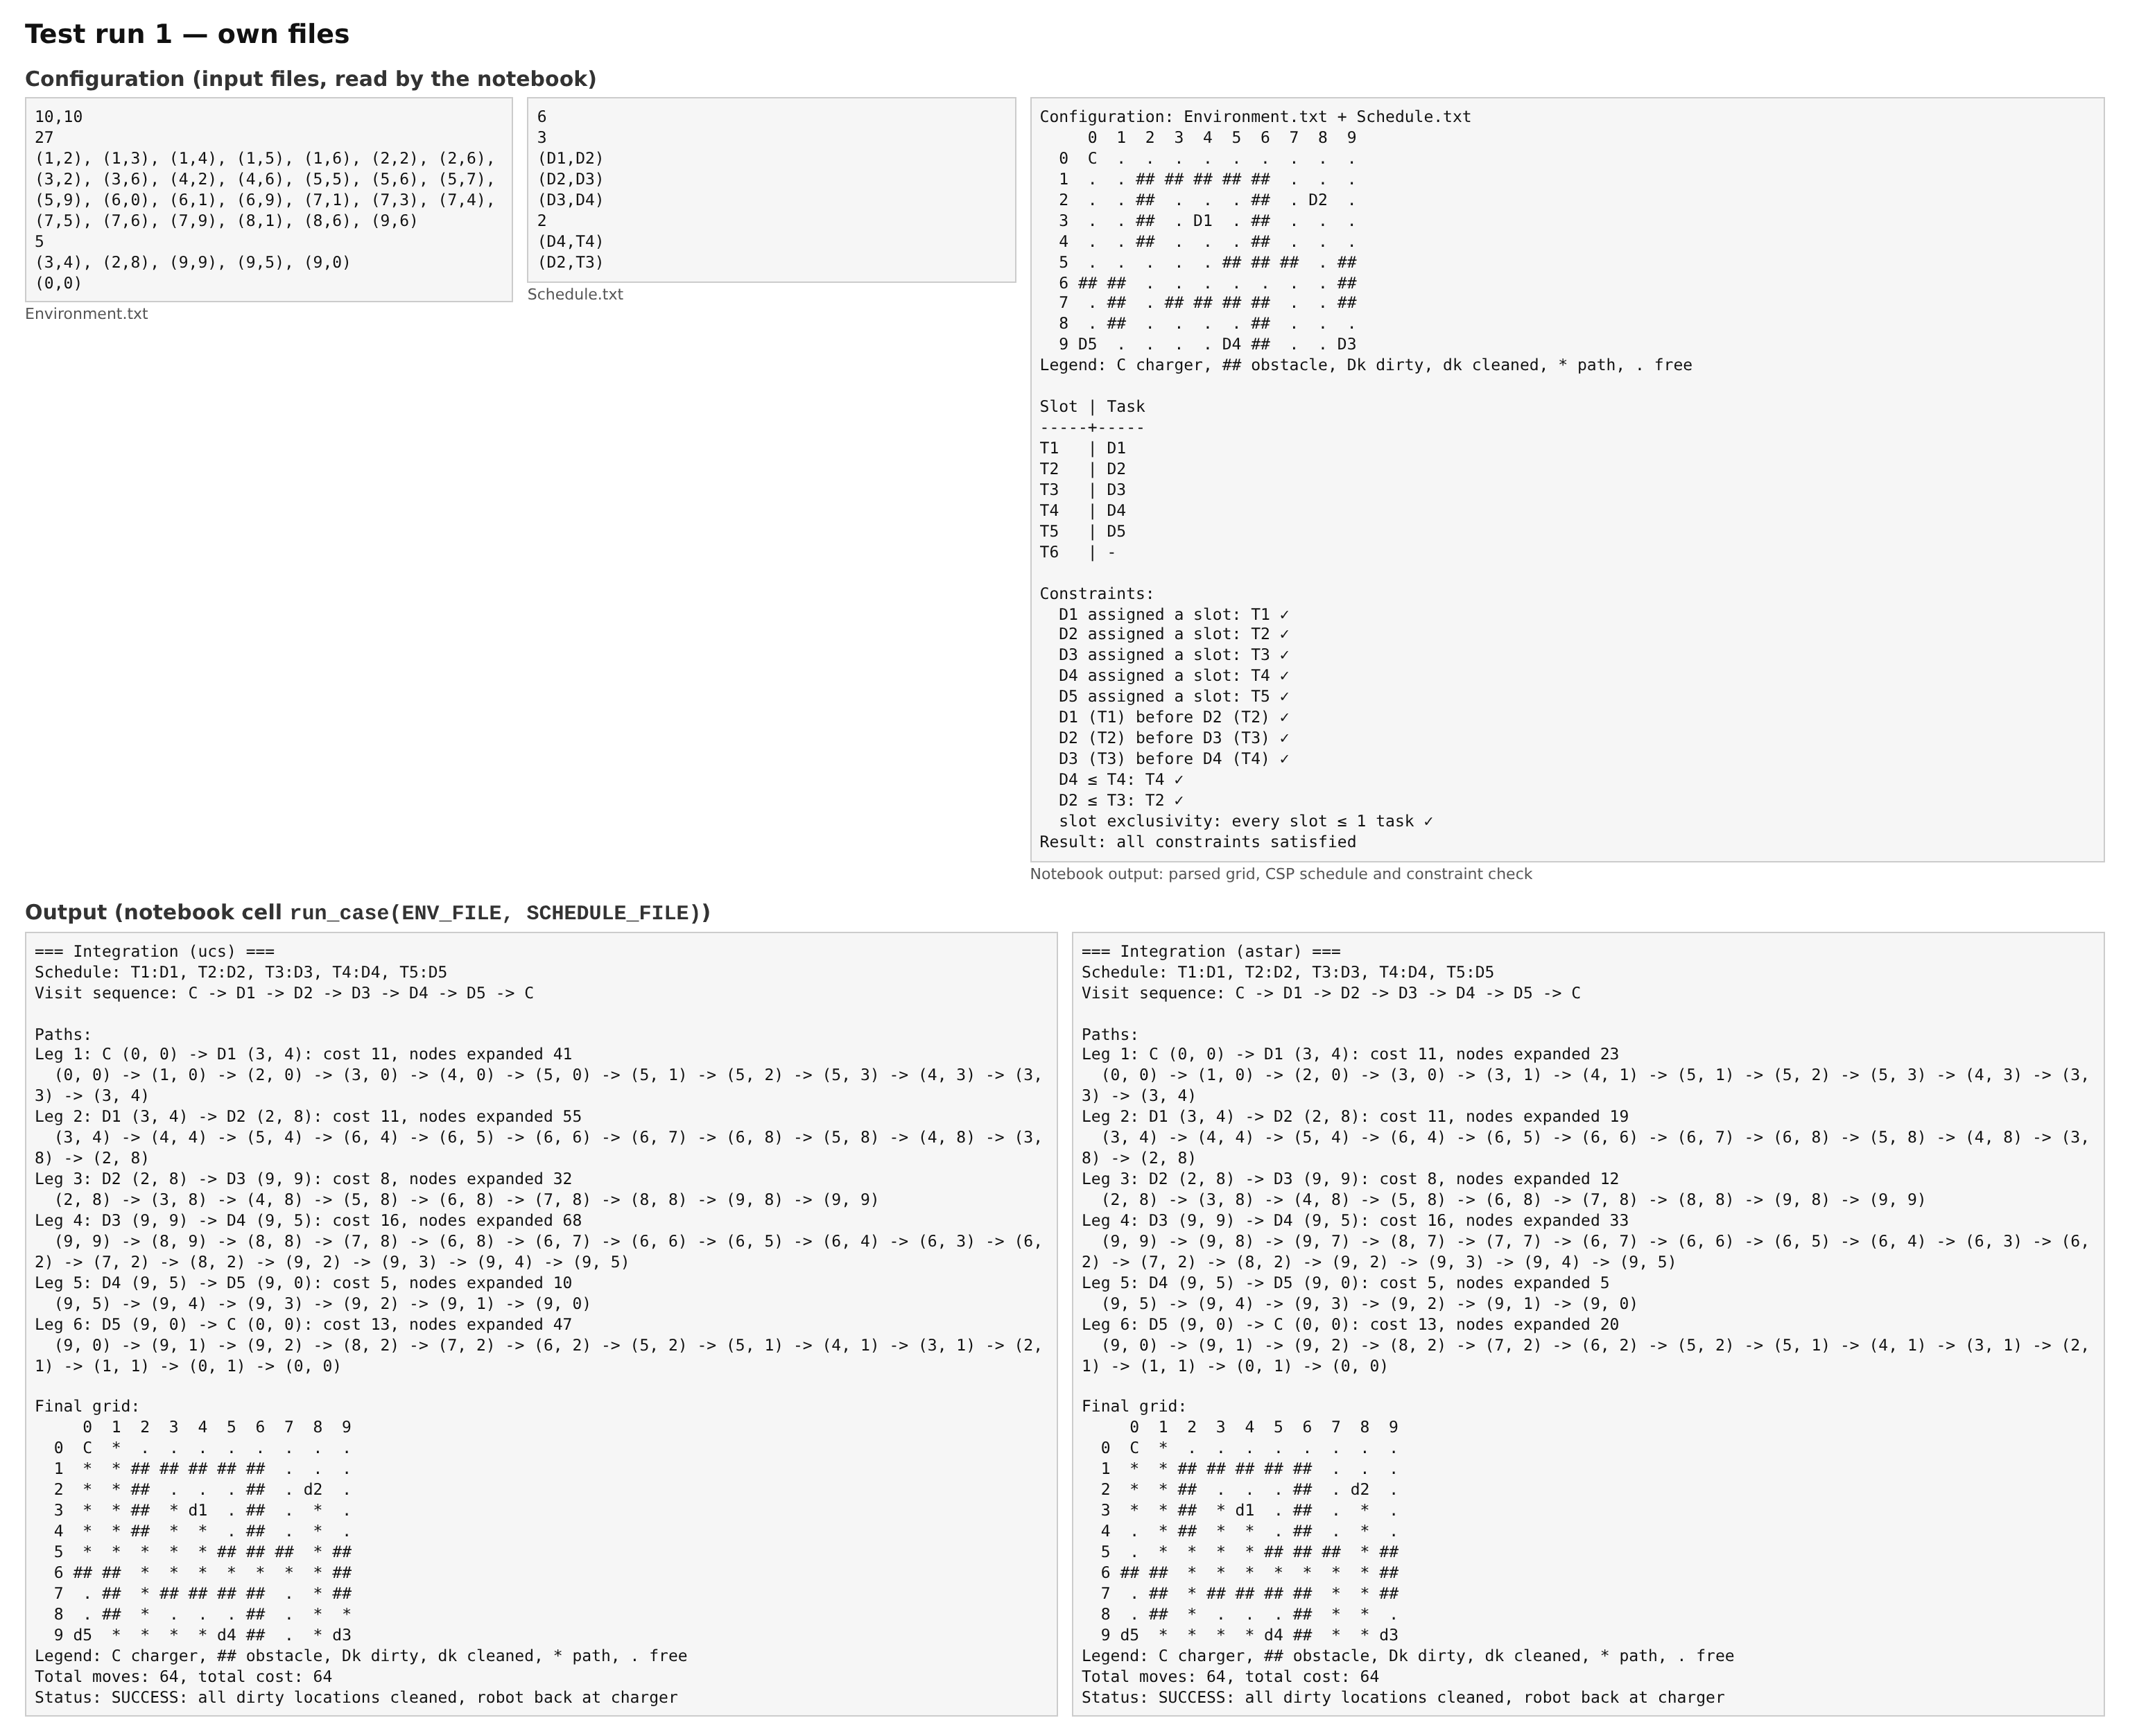 Test run 1 — own files
Configuration (input files, read by the notebook)
10,10
27
(1,2), (1,3), (1,4), (1,5), (1,6), (2,2), (2,6),
(3,2), (3,6), (4,2), (4,6), (5,5), (5,6), (5,7),
(5,9), (6,0), (6,1), (6,9), (7,1), (7,3), (7,4),
(7,5), (7,6), (7,9), (8,1), (8,6), (9,6)
5
(3,4), (2,8), (9,9), (9,5), (9,0)
(0,0)
Environment.txt
6
3
(D1,D2)
(D2,D3)
(D3,D4)
2
(D4,T4)
(D2,T3)
Schedule.txt
Configuration: Environment.txt + Schedule.txt
     0  1  2  3  4  5  6  7  8  9
  0  C  .  .  .  .  .  .  .  .  .
  1  .  . ## ## ## ## ##  .  .  .
  2  .  . ##  .  .  . ##  . D2  .
  3  .  . ##  . D1  . ##  .  .  .
  4  .  . ##  .  .  . ##  .  .  .
  5  .  .  .  .  . ## ## ##  . ##
  6 ## ##  .  .  .  .  .  .  . ##
  7  . ##  . ## ## ## ##  .  . ##
  8  . ##  .  .  .  . ##  .  .  .
  9 D5  .  .  .  . D4 ##  .  . D3
Legend: C charger, ## obstacle, Dk dirty, dk cleaned, * path, . free
Slot | Task
-----+-----
T1   | D1
T2   | D2
T3   | D3
T4   | D4
T5   | D5
T6   | -
Constraints:
  D1 assigned a slot: T1 ✓
  D2 assigned a slot: T2 ✓
  D3 assigned a slot: T3 ✓
  D4 assigned a slot: T4 ✓
  D5 assigned a slot: T5 ✓
  D1 (T1) before D2 (T2) ✓
  D2 (T2) before D3 (T3) ✓
  D3 (T3) before D4 (T4) ✓
  D4 ≤ T4: T4 ✓
  D2 ≤ T3: T2 ✓
  slot exclusivity: every slot ≤ 1 task ✓
Result: all constraints satisfied
Notebook output: parsed grid, CSP schedule and constraint check
Output (notebook cell run_case(ENV_FILE, SCHEDULE_FILE))
=== Integration (ucs) ===
Schedule: T1:D1, T2:D2, T3:D3, T4:D4, T5:D5
Visit sequence: C -> D1 -> D2 -> D3 -> D4 -> D5 -> C
Paths:
Leg 1: C (0, 0) -> D1 (3, 4): cost 11, nodes expanded 41
  (0, 0) -> (1, 0) -> (2, 0) -> (3, 0) -> (4, 0) -> (5, 0) -> (5, 1) -> (5, 2) -> (5, 3) -> (4, 3) -> (3,
3) -> (3, 4)
Leg 2: D1 (3, 4) -> D2 (2, 8): cost 11, nodes expanded 55
  (3, 4) -> (4, 4) -> (5, 4) -> (6, 4) -> (6, 5) -> (6, 6) -> (6, 7) -> (6, 8) -> (5, 8) -> (4, 8) -> (3,
8) -> (2, 8)
Leg 3: D2 (2, 8) -> D3 (9, 9): cost 8, nodes expanded 32
  (2, 8) -> (3, 8) -> (4, 8) -> (5, 8) -> (6, 8) -> (7, 8) -> (8, 8) -> (9, 8) -> (9, 9)
Leg 4: D3 (9, 9) -> D4 (9, 5): cost 16, nodes expanded 68
  (9, 9) -> (8, 9) -> (8, 8) -> (7, 8) -> (6, 8) -> (6, 7) -> (6, 6) -> (6, 5) -> (6, 4) -> (6, 3) -> (6,
2) -> (7, 2) -> (8, 2) -> (9, 2) -> (9, 3) -> (9, 4) -> (9, 5)
Leg 5: D4 (9, 5) -> D5 (9, 0): cost 5, nodes expanded 10
  (9, 5) -> (9, 4) -> (9, 3) -> (9, 2) -> (9, 1) -> (9, 0)
Leg 6: D5 (9, 0) -> C (0, 0): cost 13, nodes expanded 47
  (9, 0) -> (9, 1) -> (9, 2) -> (8, 2) -> (7, 2) -> (6, 2) -> (5, 2) -> (5, 1) -> (4, 1) -> (3, 1) -> (2,
1) -> (1, 1) -> (0, 1) -> (0, 0)
Final grid:
     0  1  2  3  4  5  6  7  8  9
  0  C  *  .  .  .  .  .  .  .  .
  1  *  * ## ## ## ## ##  .  .  .
  2  *  * ##  .  .  . ##  . d2  .
  3  *  * ##  * d1  . ##  .  *  .
  4  *  * ##  *  *  . ##  .  *  .
  5  *  *  *  *  * ## ## ##  * ##
  6 ## ##  *  *  *  *  *  *  * ##
  7  . ##  * ## ## ## ##  .  * ##
  8  . ##  *  .  .  . ##  .  *  *
  9 d5  *  *  *  * d4 ##  .  * d3
Legend: C charger, ## obstacle, Dk dirty, dk cleaned, * path, . free
Total moves: 64, total cost: 64
Status: SUCCESS: all dirty locations cleaned, robot back at charger
=== Integration (astar) ===
Schedule: T1:D1, T2:D2, T3:D3, T4:D4, T5:D5
Visit sequence: C -> D1 -> D2 -> D3 -> D4 -> D5 -> C
Paths:
Leg 1: C (0, 0) -> D1 (3, 4): cost 11, nodes expanded 23
  (0, 0) -> (1, 0) -> (2, 0) -> (3, 0) -> (3, 1) -> (4, 1) -> (5, 1) -> (5, 2) -> (5, 3) -> (4, 3) -> (3,
3) -> (3, 4)
Leg 2: D1 (3, 4) -> D2 (2, 8): cost 11, nodes expanded 19
  (3, 4) -> (4, 4) -> (5, 4) -> (6, 4) -> (6, 5) -> (6, 6) -> (6, 7) -> (6, 8) -> (5, 8) -> (4, 8) -> (3,
8) -> (2, 8)
Leg 3: D2 (2, 8) -> D3 (9, 9): cost 8, nodes expanded 12
  (2, 8) -> (3, 8) -> (4, 8) -> (5, 8) -> (6, 8) -> (7, 8) -> (8, 8) -> (9, 8) -> (9, 9)
Leg 4: D3 (9, 9) -> D4 (9, 5): cost 16, nodes expanded 33
  (9, 9) -> (9, 8) -> (9, 7) -> (8, 7) -> (7, 7) -> (6, 7) -> (6, 6) -> (6, 5) -> (6, 4) -> (6, 3) -> (6,
2) -> (7, 2) -> (8, 2) -> (9, 2) -> (9, 3) -> (9, 4) -> (9, 5)
Leg 5: D4 (9, 5) -> D5 (9, 0): cost 5, nodes expanded 5
  (9, 5) -> (9, 4) -> (9, 3) -> (9, 2) -> (9, 1) -> (9, 0)
Leg 6: D5 (9, 0) -> C (0, 0): cost 13, nodes expanded 20
  (9, 0) -> (9, 1) -> (9, 2) -> (8, 2) -> (7, 2) -> (6, 2) -> (5, 2) -> (5, 1) -> (4, 1) -> (3, 1) -> (2,
1) -> (1, 1) -> (0, 1) -> (0, 0)
Final grid:
     0  1  2  3  4  5  6  7  8  9
  0  C  *  .  .  .  .  .  .  .  .
  1  *  * ## ## ## ## ##  .  .  .
  2  *  * ##  .  .  . ##  . d2  .
  3  *  * ##  * d1  . ##  .  *  .
  4  .  * ##  *  *  . ##  .  *  .
  5  .  *  *  *  * ## ## ##  * ##
  6 ## ##  *  *  *  *  *  *  * ##
  7  . ##  * ## ## ## ##  *  * ##
  8  . ##  *  .  .  . ##  *  *  .
  9 d5  *  *  *  * d4 ##  *  * d3
Legend: C charger, ## obstacle, Dk dirty, dk cleaned, * path, . free
Total moves: 64, total cost: 64
Status: SUCCESS: all dirty locations cleaned, robot back at charger